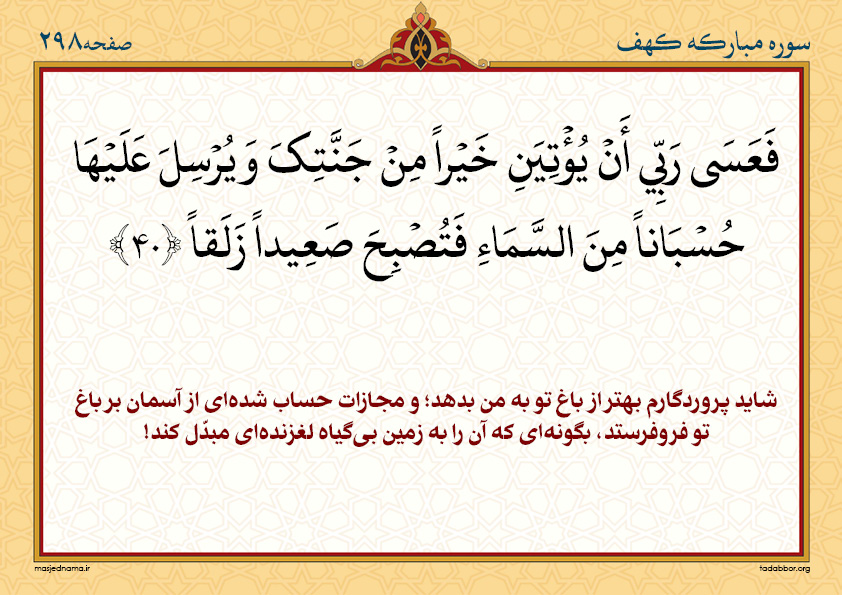 سوره مبارکه کهف
صفحه۲۹۸
فَعَسَى رَبِّي أَنْ يُؤْتِيَنِ خَيْراً مِنْ جَنَّتِكَ وَ يُرْسِلَ عَلَيْهَا
حُسْبَاناً مِنَ السَّمَاءِ فَتُصْبِحَ صَعِيداً زَلَقاً ﴿۴۰﴾
شاید پروردگارم بهتر از باغ تو به من بدهد؛ و مجازات حساب شده‌ای از آسمان بر باغ
تو فروفرستد، بگونه‌ای که آن را به زمین بی‌گیاه لغزنده‌ای مبدّل کند!
masjednama.ir
tadabbor.org